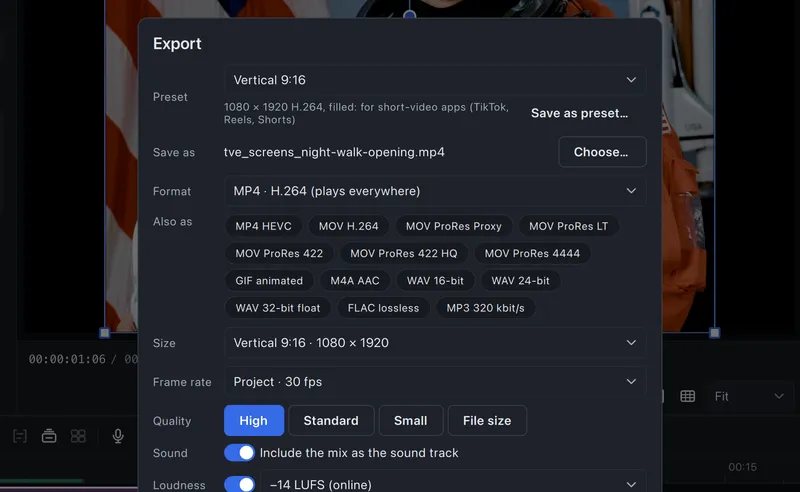 Export
Preset
Vertical 9:16
1080 × 1920 H.264, filled: for short-video apps (TikTok,
Reels, Shorts)
Save as preset…
Save as
tve_screens_night-walk-opening.mp4
Choose…
Format
MP4 · H.264 (plays everywhere)
Also as
MP4 HEVC
MOV H.264
MOV ProRes Proxy
MOV ProRes LT
MOV ProRes 422
MOV ProRes 422 HQ
MOV ProRes 4444
GIF animated
M4A AAC
WAV 16-bit
WAV 24-bit
WAV 32-bit float
FLAC lossless
MP3 320 kbit/s
Size
Vertical 9:16 · 1080 × 1920
Frame rate
Project · 30 fps
Quality
High
Standard
Small
File size
Sound
Include the mix as the sound track
Loudness
−14 LUFS (online)
00:00:01:06 / 00
Fit
00:15
USA